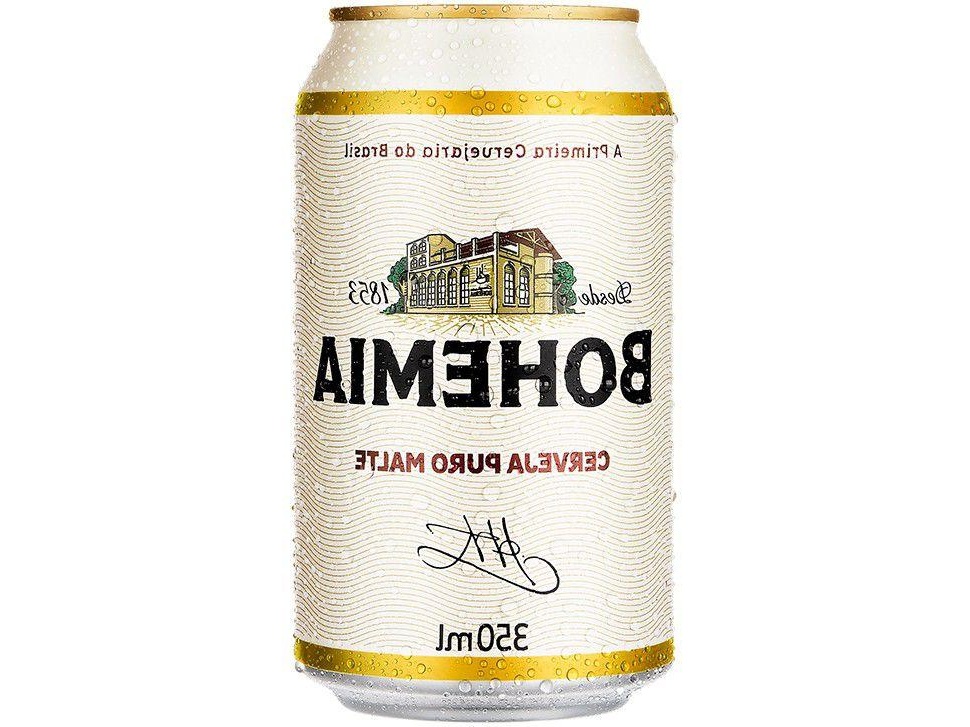 A Primeira Cervejaria do Brasil
Desde 1853
BOHEMIA
CERVEJA PURO MALTE
350ml